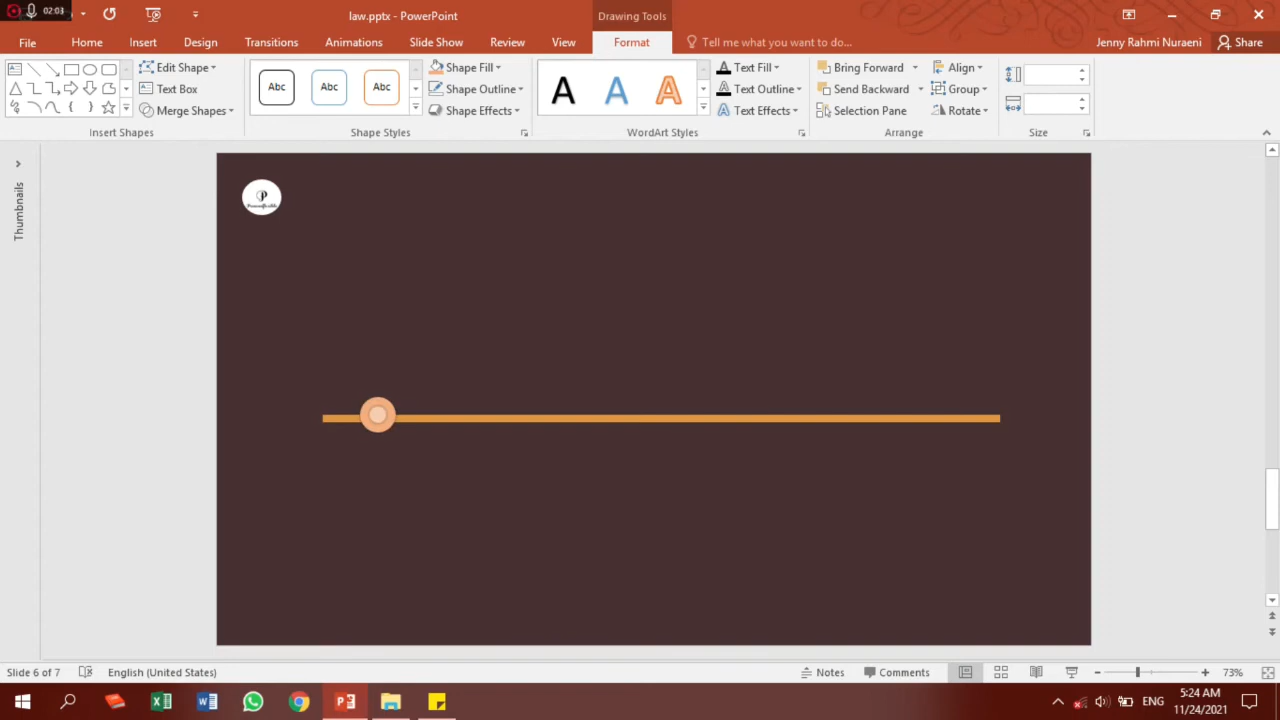 02:03
law.pptx - PowerPoint
Drawing Tools
File
Home
Insert
Design
Transitions
Animations
Slide Show
Review
View
Format
Tell me what you want to do...
Jenny Rahmi Nuraeni
Share
Edit Shape
Text Box
Merge Shapes
Insert Shapes
Abc
Abc
Abc
Shape Fill
Shape Outline
Shape Effects
Shape Styles
A
A
A
Text Fill
Text Outline
Text Effects
WordArt Styles
Bring Forward
Send Backward
Selection Pane
Align
Group
Rotate
Arrange
Size
Thumbnails
P
Slide 6 of 7
English (United States)
Notes
Comments
73%
ENG
5:24 AM
11/24/2021